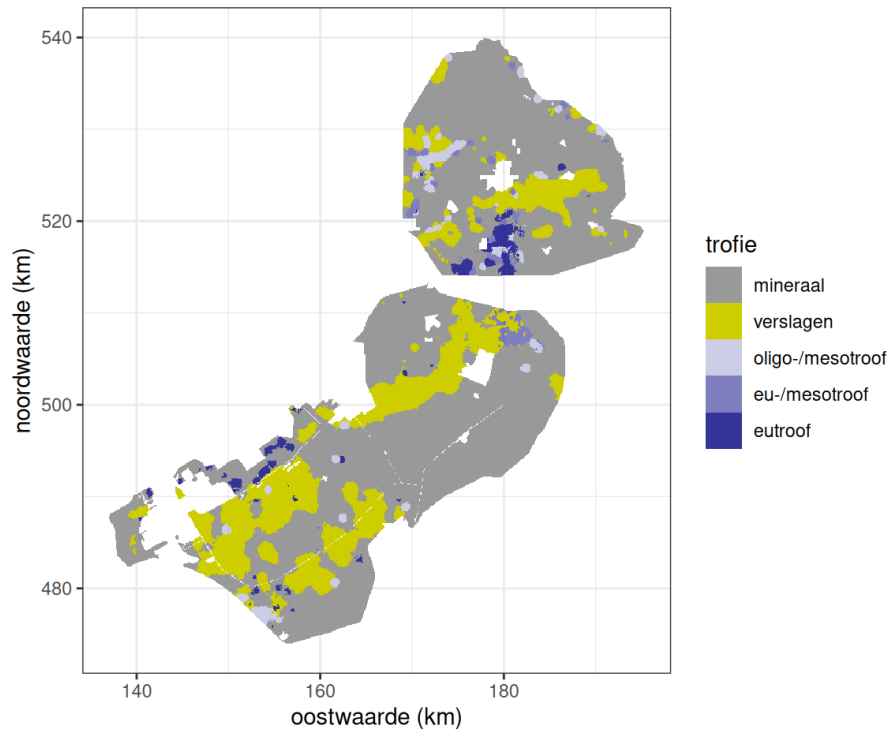 540
520
500
480
noordwaarde (km)
140
160
180
oostwaarde (km)
trofie
mineraal
verslagen
oligo-/mesotroof
eu-/mesotroof
eutroof